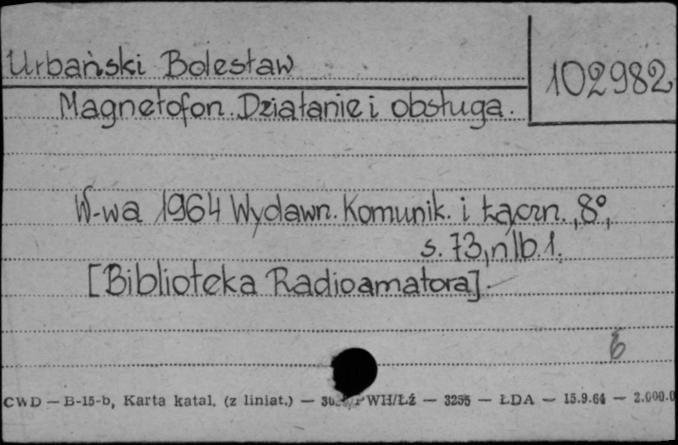 Urbański Bolesław
102982
Magnetofon. Działanie i obsługa.
W-wa 1964 Wydawn. Komunik. i Łączn., 8°,
s. 73, nlb. 1.
[Biblioteka Radioamatora].
6
CWD — B-15-b, Karta katal. (z liniat.) — WH/Łź — 3255 — ŁDA — 15.9.64 — 2.000.0